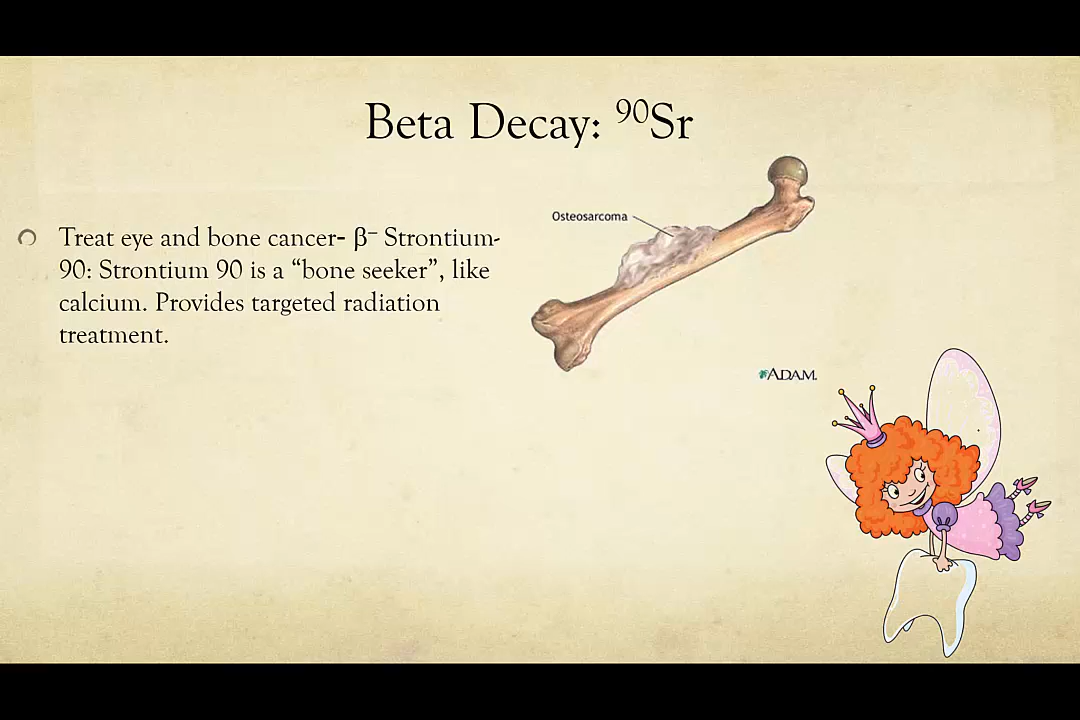 Beta Decay: ⁹⁰Sr
Osteosarcoma
Treat eye and bone cancer- β⁻ Strontium-
90: Strontium 90 is a “bone seeker”, like
calcium. Provides targeted radiation
treatment.
ADAM.